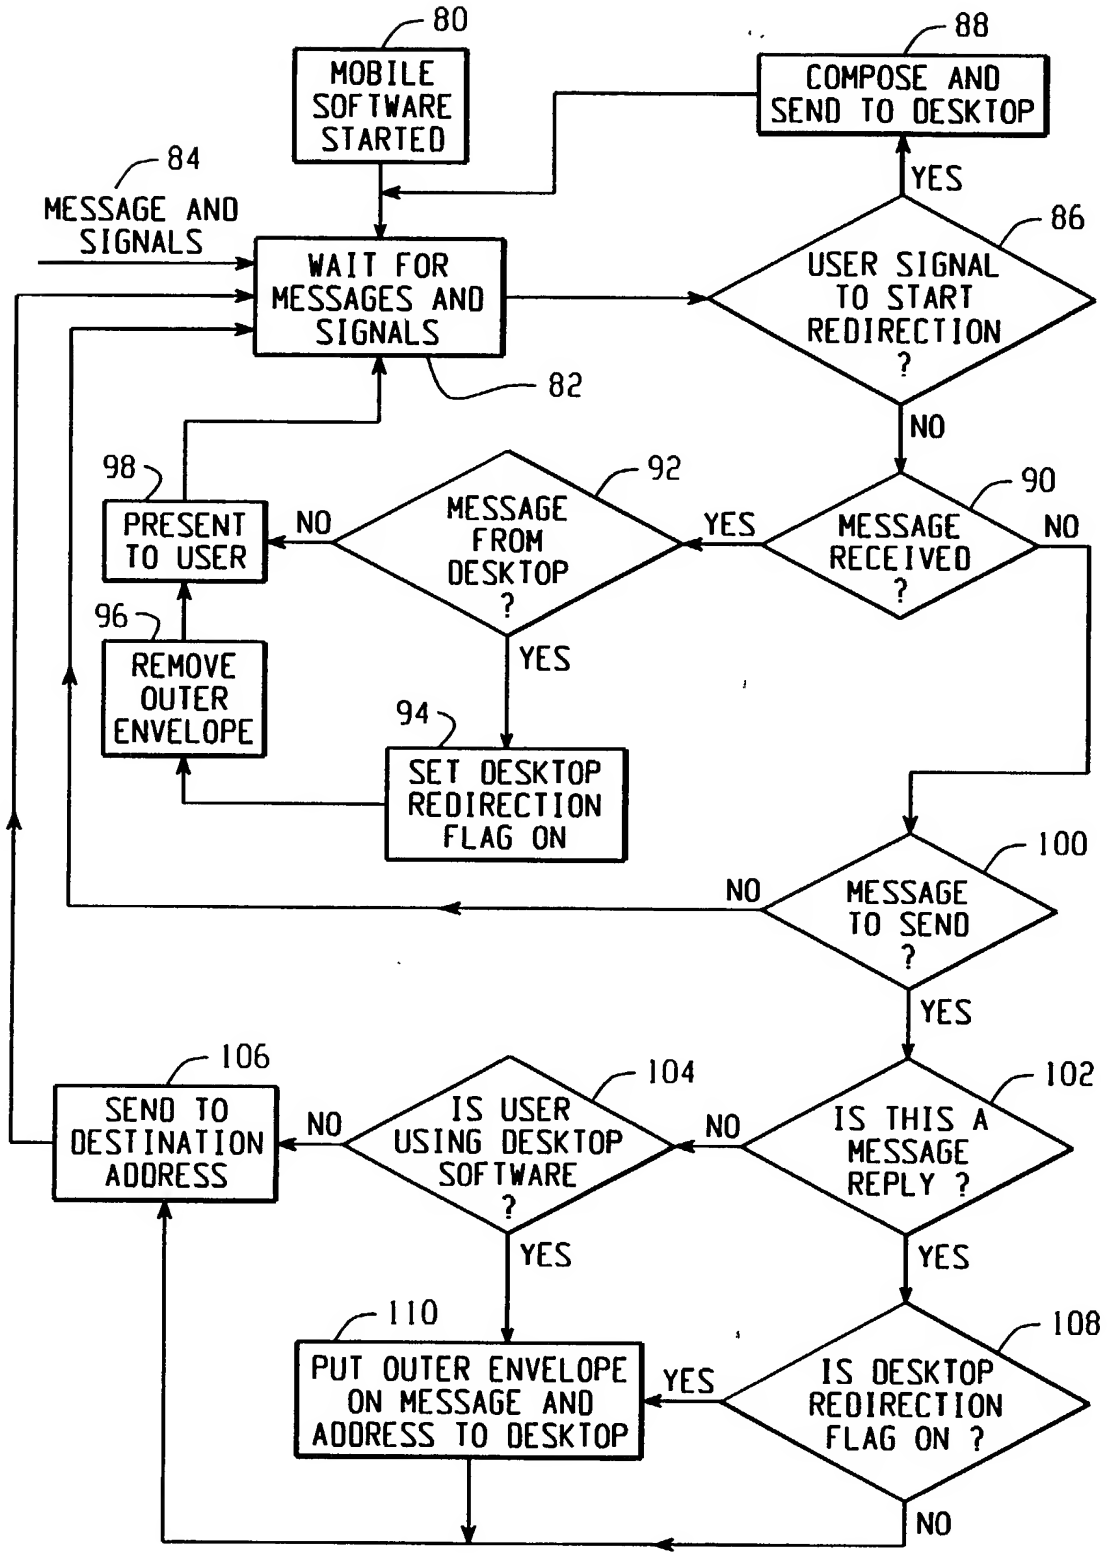 80
MOBILE
SOFTWARE
STARTED
88
COMPOSE AND
SEND TO DESKTOP
YES
84
MESSAGE AND
SIGNALS
86
USER SIGNAL
TO START
REDIRECTION
?
WAIT FOR
MESSAGES AND
SIGNALS
82
NO
98
PRESENT
TO USER
NO
92
MESSAGE
FROM
DESKTOP
?
YES
90
MESSAGE
RECEIVED
?
NO
96
REMOVE
OUTER
ENVELOPE
YES
94
SET DESKTOP
REDIRECTION
FLAG ON
100
MESSAGE
TO SEND
?
NO
YES
106
SEND TO
DESTINATION
ADDRESS
NO
104
IS USER
USING DESKTOP
SOFTWARE
?
NO
102
IS THIS A
MESSAGE
REPLY ?
YES
YES
110
PUT OUTER ENVELOPE
ON MESSAGE AND
ADDRESS TO DESKTOP
YES
108
IS DESKTOP
REDIRECTION
FLAG ON ?
NO